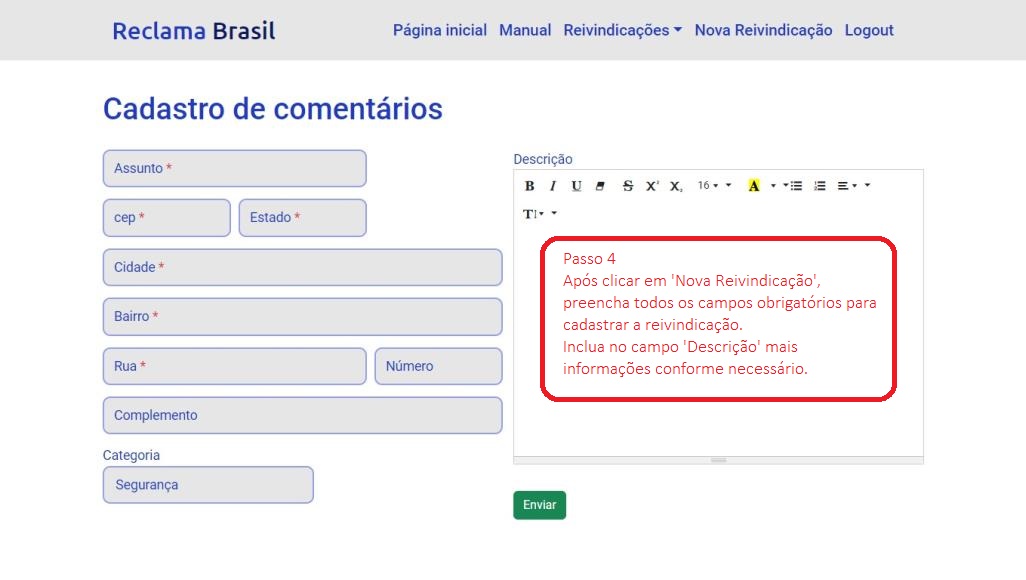 Reclama Brasil
Página inicial Manual Reivindicações Nova Reivindicação Logout
Cadastro de comentários
Assunto *
cep * Estado *
Cidade *
Bairro *
Rua * Número
Complemento
Categoria
Segurança
Descrição
B I U S X² X₂ 16 A
T!
Passo 4
Após clicar em 'Nova Reivindicação',
preencha todos os campos obrigatórios para
cadastrar a reivindicação.
Inclua no campo 'Descrição' mais
informações conforme necessário.
Enviar